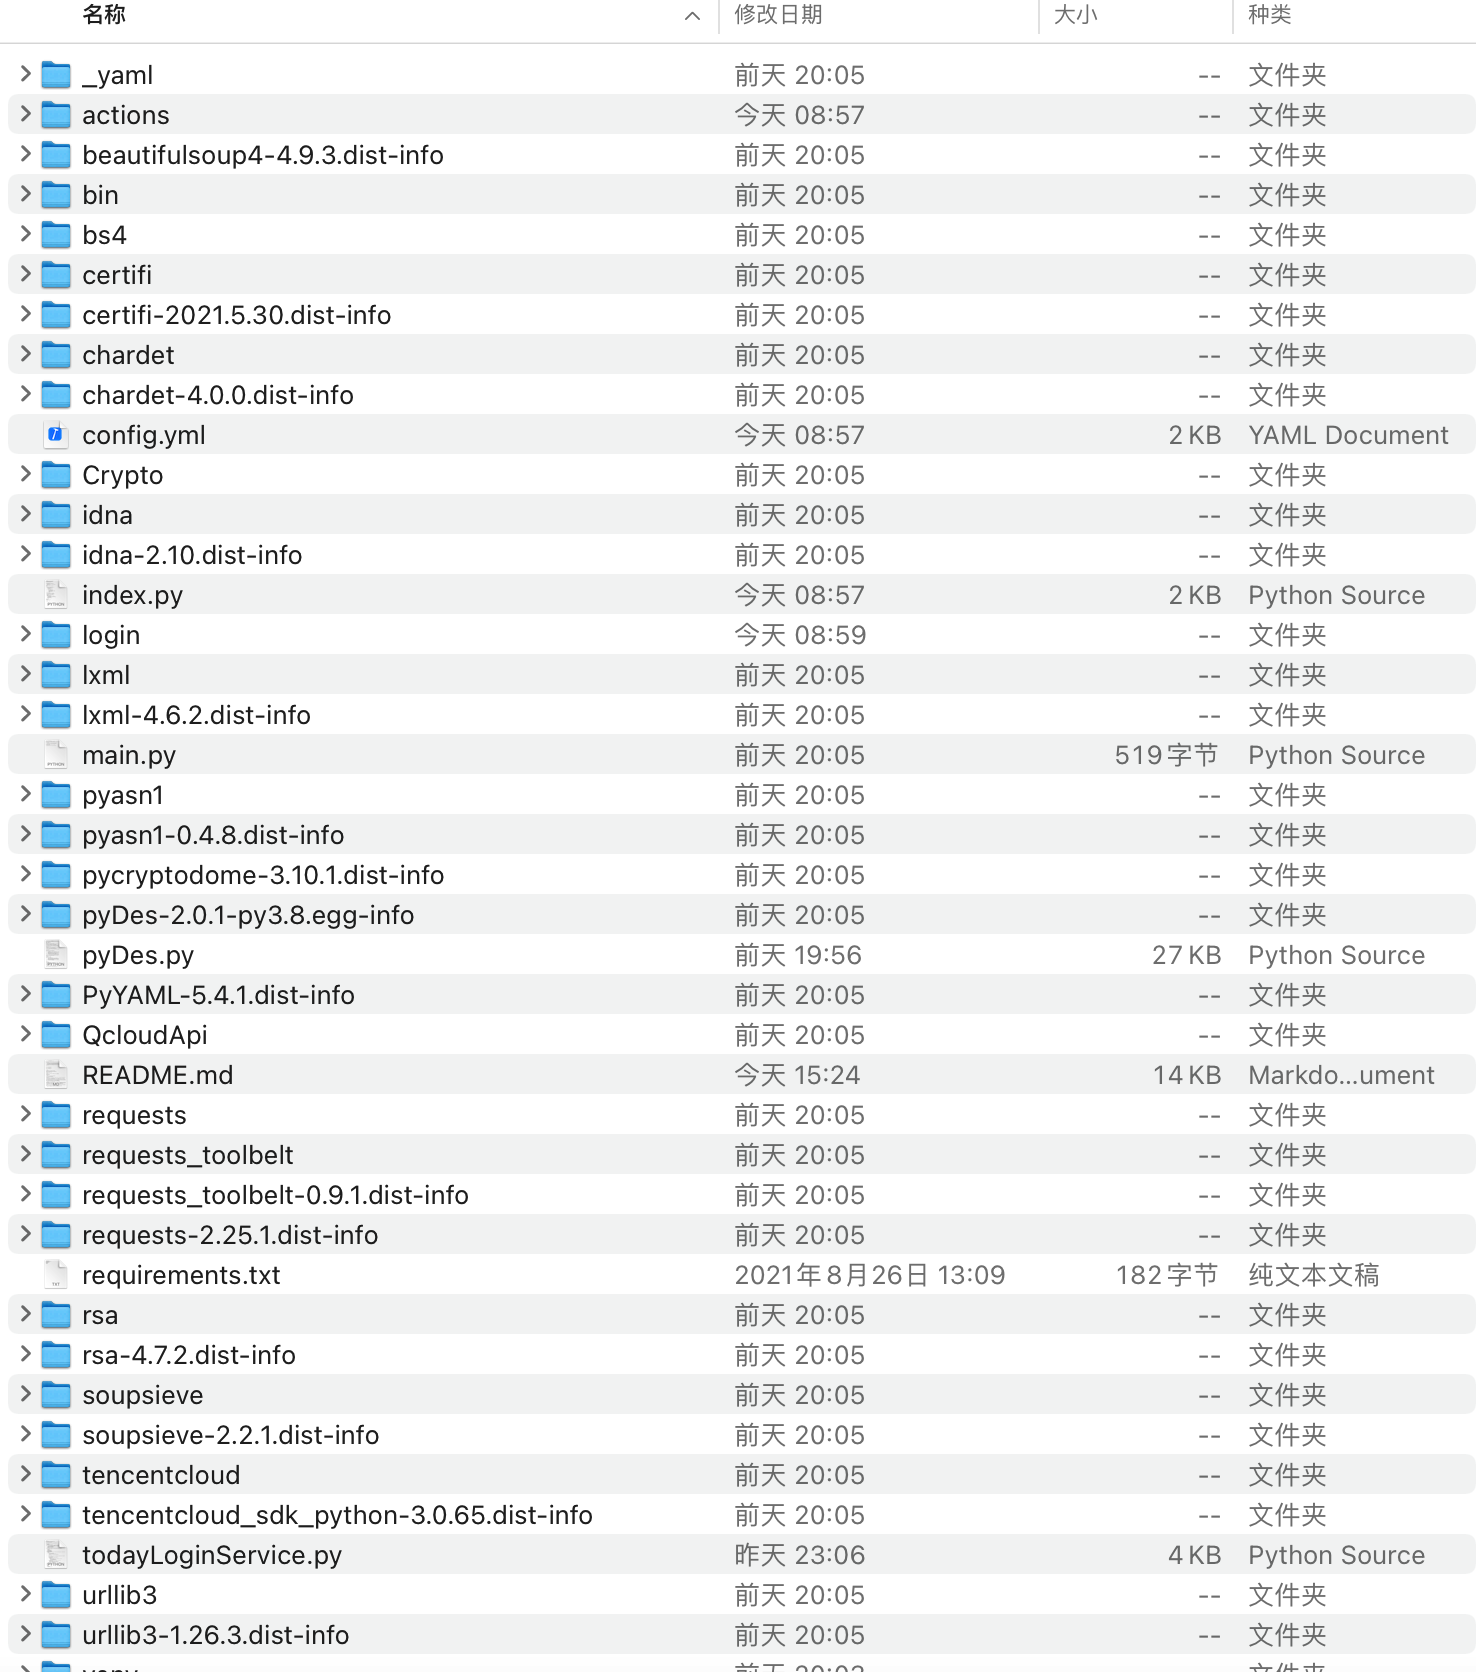 名称 修改日期 大小 种类
_yaml 前天 20:05 -- 文件夹
actions 今天 08:57 -- 文件夹
beautifulsoup4-4.9.3.dist-info 前天 20:05 -- 文件夹
bin 前天 20:05 -- 文件夹
bs4 前天 20:05 -- 文件夹
certifi 前天 20:05 -- 文件夹
certifi-2021.5.30.dist-info 前天 20:05 -- 文件夹
chardet 前天 20:05 -- 文件夹
chardet-4.0.0.dist-info 前天 20:05 -- 文件夹
config.yml 今天 08:57 2 KB YAML Document
Crypto 前天 20:05 -- 文件夹
idna 前天 20:05 -- 文件夹
idna-2.10.dist-info 前天 20:05 -- 文件夹
index.py 今天 08:57 2 KB Python Source
login 今天 08:59 -- 文件夹
lxml 前天 20:05 -- 文件夹
lxml-4.6.2.dist-info 前天 20:05 -- 文件夹
main.py 前天 20:05 519 字节 Python Source
pyasn1 前天 20:05 -- 文件夹
pyasn1-0.4.8.dist-info 前天 20:05 -- 文件夹
pycryptodome-3.10.1.dist-info 前天 20:05 -- 文件夹
pyDes-2.0.1-py3.8.egg-info 前天 20:05 -- 文件夹
pyDes.py 前天 19:56 27 KB Python Source
PyYAML-5.4.1.dist-info 前天 20:05 -- 文件夹
QcloudApi 前天 20:05 -- 文件夹
README.md 今天 15:24 14 KB Markdo...ument
requests 前天 20:05 -- 文件夹
requests_toolbelt 前天 20:05 -- 文件夹
requests_toolbelt-0.9.1.dist-info 前天 20:05 -- 文件夹
requests-2.25.1.dist-info 前天 20:05 -- 文件夹
requirements.txt 2021年8月26日 13:09 182 字节 纯文本文稿
rsa 前天 20:05 -- 文件夹
rsa-4.7.2.dist-info 前天 20:05 -- 文件夹
soupsieve 前天 20:05 -- 文件夹
soupsieve-2.2.1.dist-info 前天 20:05 -- 文件夹
tencentcloud 前天 20:05 -- 文件夹
tencentcloud_sdk_python-3.0.65.dist-info 前天 20:05 -- 文件夹
todayLoginService.py 昨天 23:06 4 KB Python Source
urllib3 前天 20:05 -- 文件夹
urllib3-1.26.3.dist-info 前天 20:05 -- 文件夹